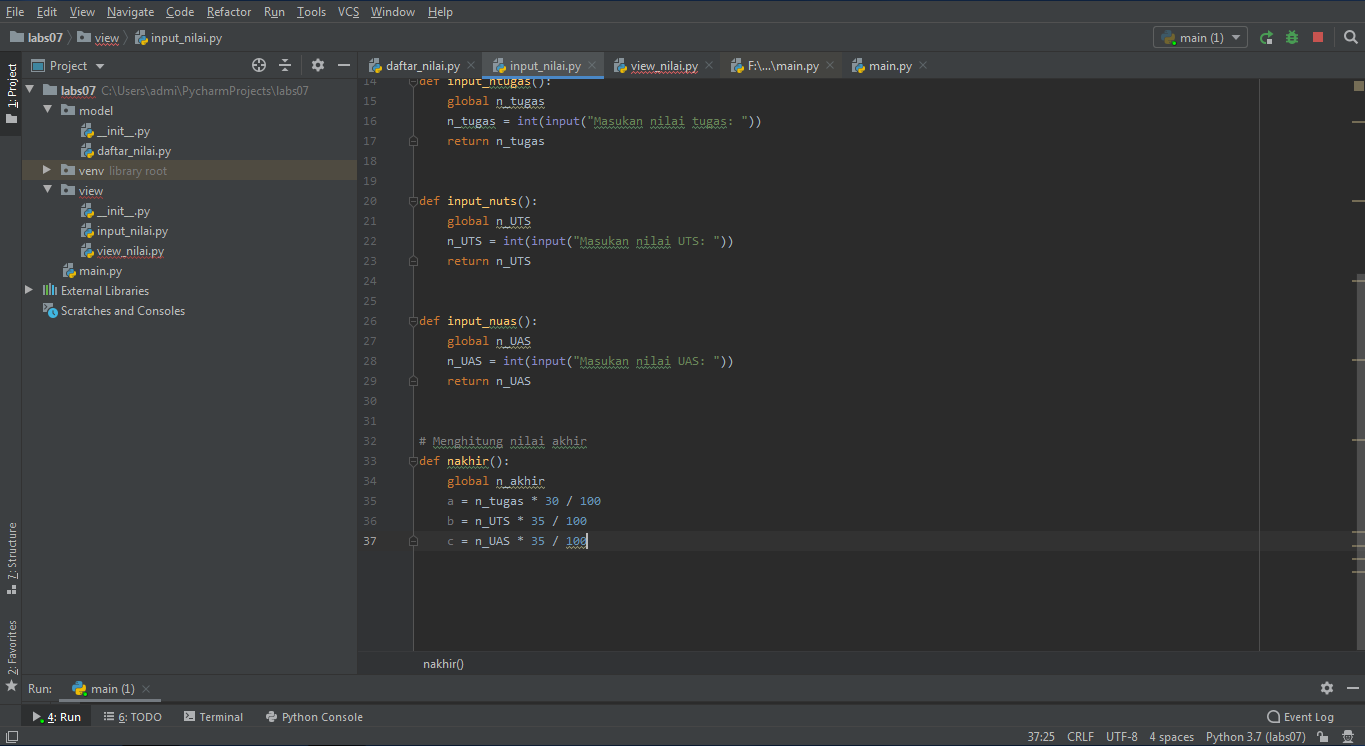 File Edit View Navigate Code Refactor Run Tools VCS Window Help
labs07 view input_nilai.py main (1)
Project daftar_nilai.py input_nilai.py view_nilai.py F:\...\main.py main.py
1: Project
labs07 C:\Users\admi\PycharmProjects\labs07
model
__init__.py
daftar_nilai.py
venv library root
view
__init__.py
input_nilai.py
view_nilai.py
main.py
External Libraries
Scratches and Consoles
14 def input_ntugas():
15 global n_tugas
16 n_tugas = int(input("Masukan nilai tugas: "))
17 return n_tugas
18
19
20 def input_nuts():
21 global n_UTS
22 n_UTS = int(input("Masukan nilai UTS: "))
23 return n_UTS
24
25
26 def input_nuas():
27 global n_UAS
28 n_UAS = int(input("Masukan nilai UAS: "))
29 return n_UAS
30
31
32 # Menghitung nilai akhir
33 def nakhir():
34 global n_akhir
35 a = n_tugas * 30 / 100
36 b = n_UTS * 35 / 100
37 c = n_UAS * 35 / 100
nakhir()
7: Structure
2: Favorites
Run: main (1)
4: Run 6: TODO Terminal Python Console Event Log
37:25 CRLF UTF-8 4 spaces Python 3.7 (labs07)